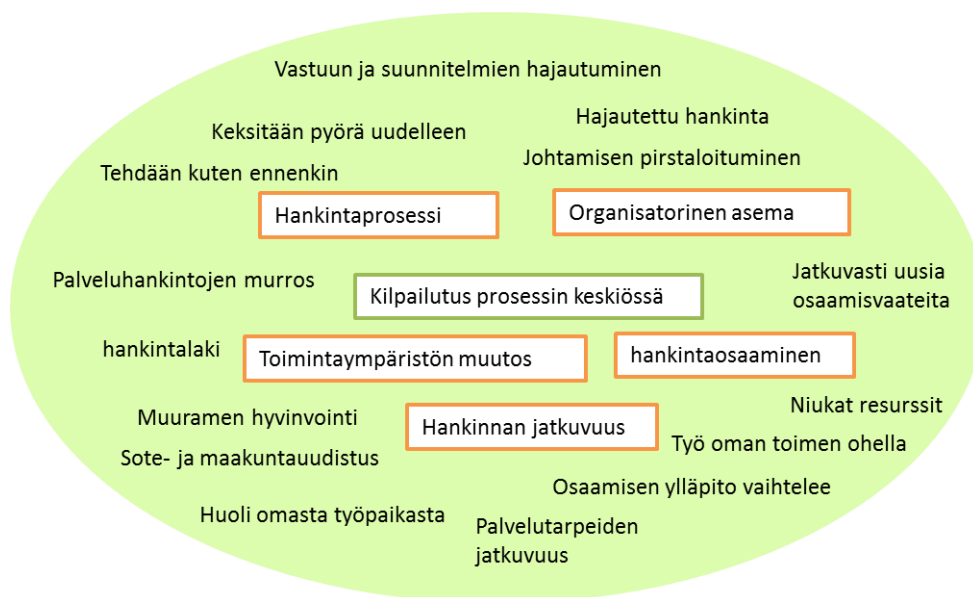 Vastuun ja suunnitelmien hajautuminen
Keksitään pyörä uudelleen
Hajautettu hankinta
Tehdään kuten ennenkin
Johtamisen pirstaloituminen
Hankintaprosessi
Organisatorinen asema
Palveluhankintojen murros
Kilpailutus prosessin keskiössä
Jatkuvasti uusia
osaamisvaateita
hankintalaki
Toimintaympäristön muutos
hankintaosaaminen
Muuramen hyvinvointi
Hankinnan jatkuvuus
Niukat resurssit
Sote- ja maakuntauudistus
Työ oman toimen ohella
Osaamisen ylläpito vaihtelee
Huoli omasta työpaikasta
Palvelutarpeiden
jatkuvuus